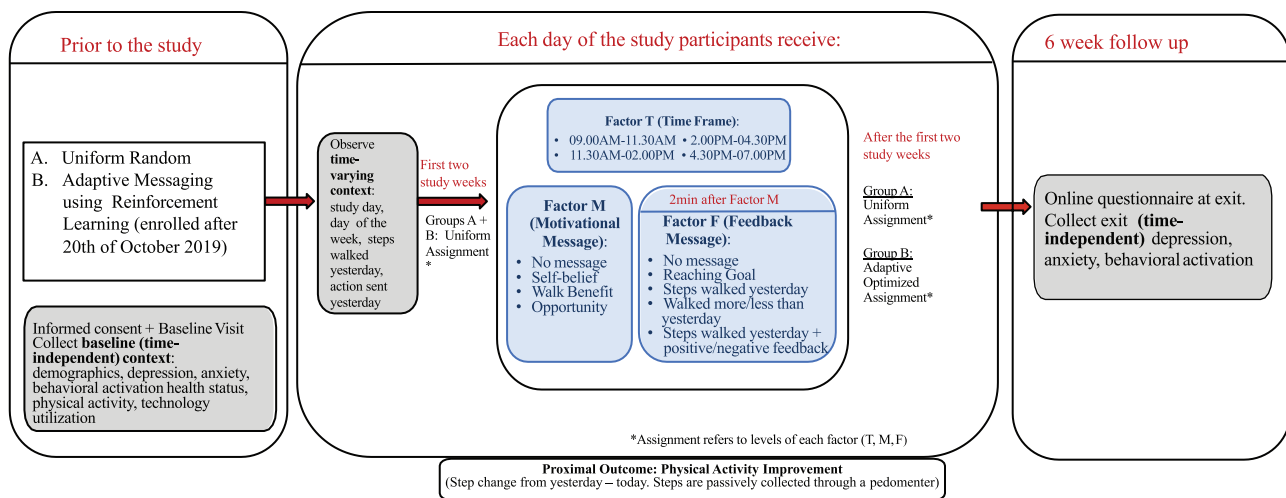 Prior to the study
A. Uniform Random
B. Adaptive Messaging
using Reinforcement
Learning (enrolled after
20th of October 2019)
Informed consent + Baseline Visit
Collect baseline (time-
independent) context:
demographics, depression, anxiety,
behavioral activation health status,
physical activity, technology
utilization
Each day of the study participants receive:
Observe
time-
varying
context:
study day,
day of the
week, steps
walked
yesterday,
action sent
yesterday
First two
study weeks
Groups A +
B: Uniform
Assignment
*
Factor T (Time Frame):
• 09.00AM-11.30AM • 2.00PM-04.30PM
• 11.30AM-02.00PM • 4.30PM-07.00PM
Factor M
(Motivational
Message):
• No message
• Self-belief
• Walk Benefit
• Opportunity
2min after Factor M
Factor F (Feedback
Message):
• No message
• Reaching Goal
• Steps walked yesterday
• Walked more/less than
yesterday
• Steps walked yesterday +
positive/negative feedback
After the first two
study weeks
Group A:
Uniform
Assignment*
Group B:
Adaptive
Optimized
Assignment*
*Assignment refers to levels of each factor (T, M, F)
Proximal Outcome: Physical Activity Improvement
(Step change from yesterday – today. Steps are passively collected through a pedomenter)
6 week follow up
Online questionnaire at exit.
Collect exit (time-
independent) depression,
anxiety, behavioral activation